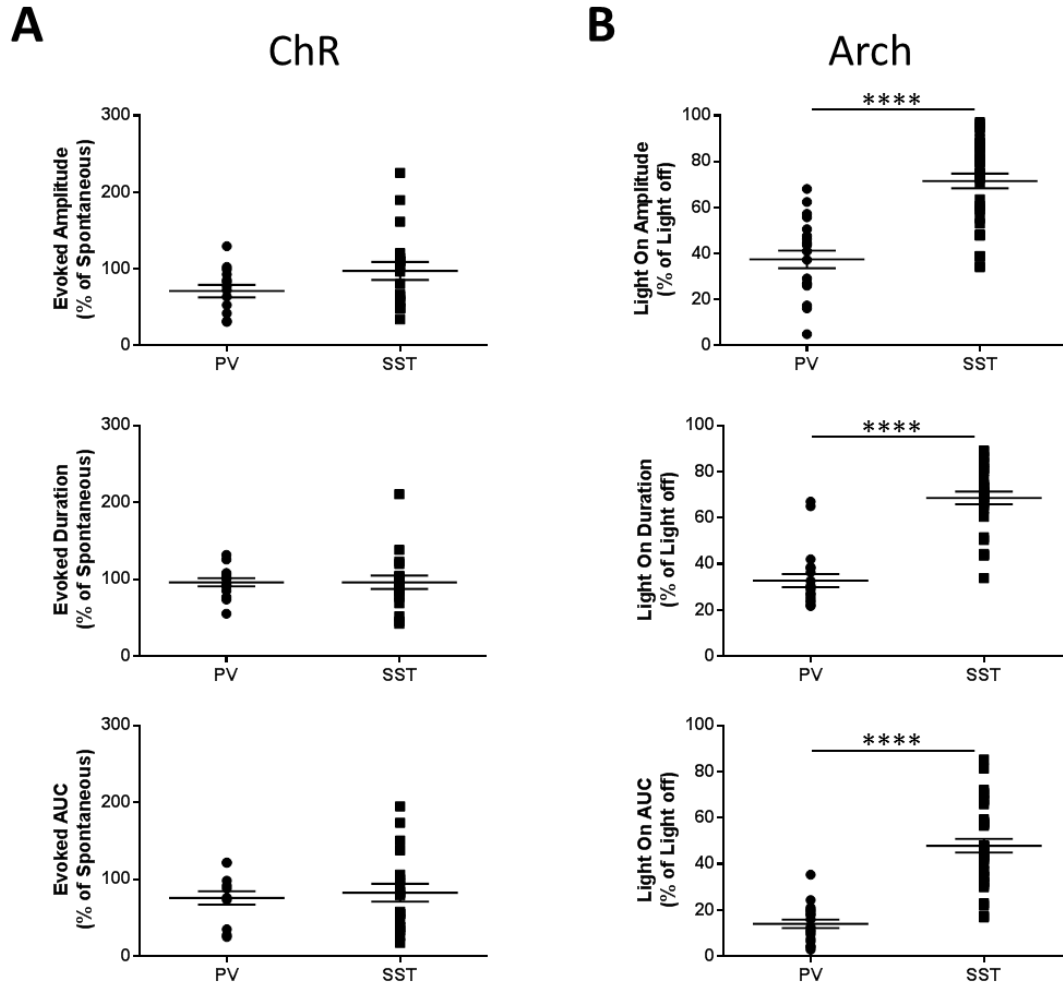 A
ChR
Evoked Amplitude
(% of Spontaneous)
300
200
100
0
PV
SST
Evoked Duration
(% of Spontaneous)
300
200
100
0
PV
SST
Evoked AUC
(% of Spontaneous)
300
200
100
0
PV
SST
B
Arch
Light On Amplitude
(% of Light off)
100
80
60
40
20
0
****
PV
SST
Light On Duration
(% of Light off)
100
80
60
40
20
0
****
PV
SST
Light On AUC
(% of Light off)
100
80
60
40
20
0
****
PV
SST